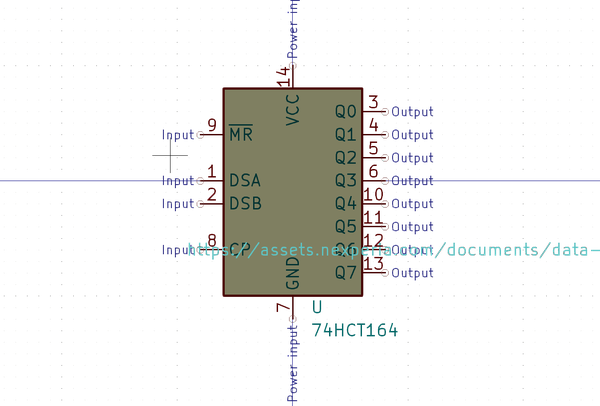 Power input
14
VCC
9 MR Input
1 DSA Input
2 DSB Input
8 CP Input
Q0 3 Output
Q1 4 Output
Q2 5 Output
Q3 6 Output
Q4 10 Output
Q5 11 Output
Q6 12 Output
Q7 13 Output
https://assets.nexperia.com/documents/data-
GND
7
Power input
U
74HCT164